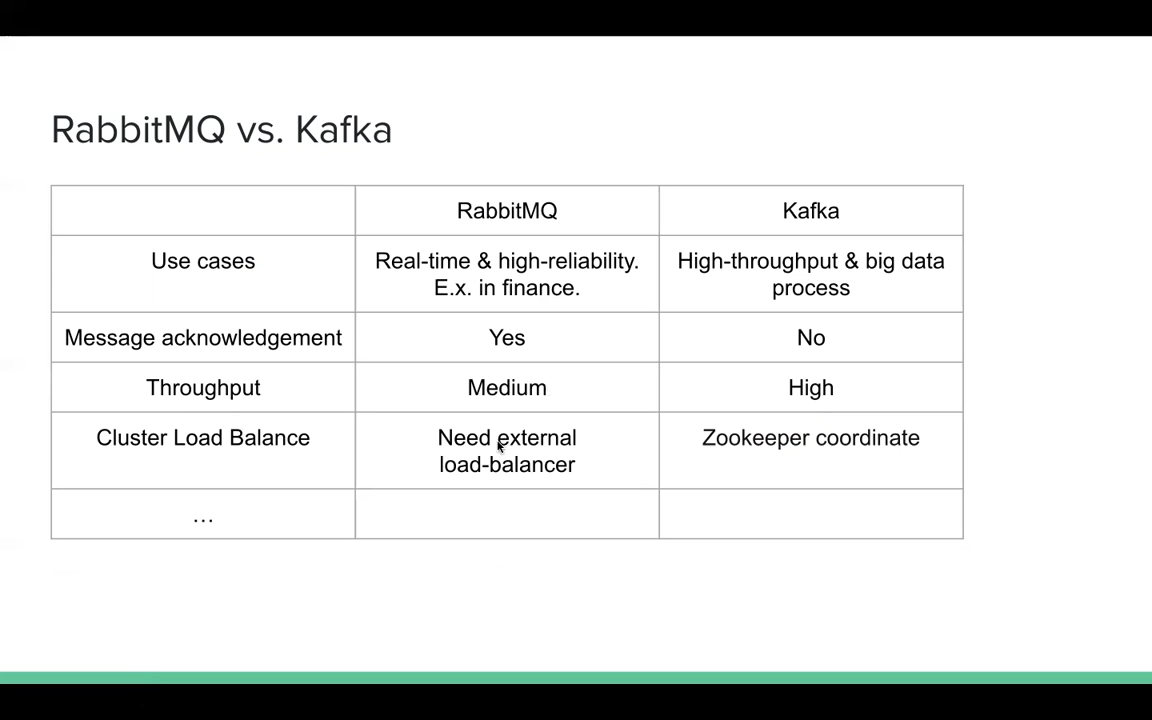 RabbitMQ vs. Kafka
RabbitMQ
Kafka
Use cases
Real-time & high-reliability.
E.x. in finance.
High-throughput & big data
process
Message acknowledgement
Yes
No
Throughput
Medium
High
Cluster Load Balance
Need external
load-balancer
Zookeeper coordinate
...